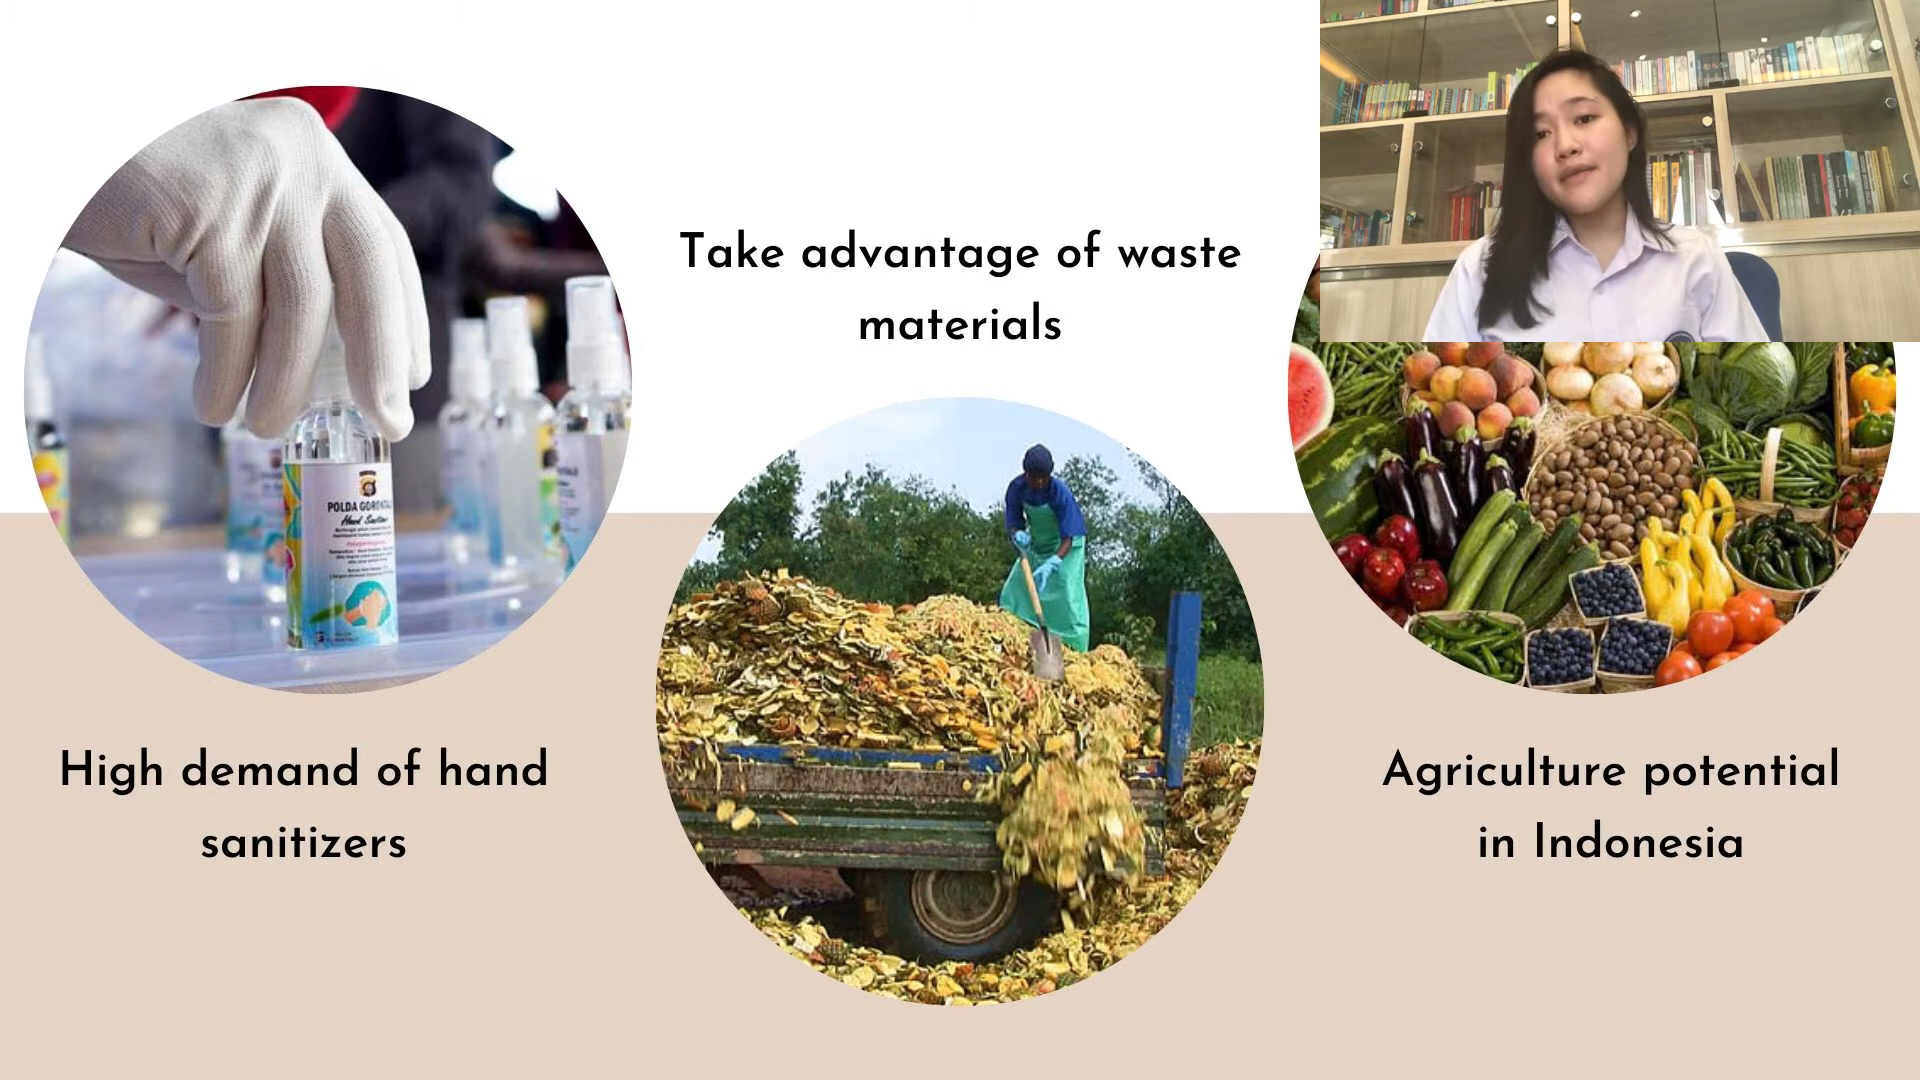 Take advantage of waste
materials
POLDA GORONTALO
Hand Sanitizer
High demand of hand
sanitizers
Agriculture potential
in Indonesia